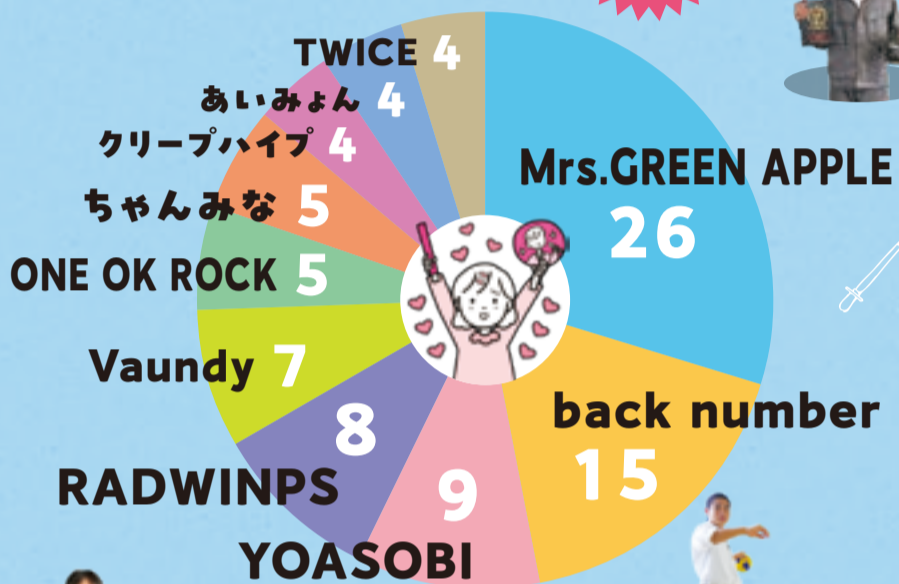 Mrs.GREEN APPLE
26
back number
15
YOASOBI
9
RADWINPS
8
Vaundy 7
ONE OK ROCK 5
ちゃんみな 5
クリープハイプ 4
あいみょん 4
TWICE 4